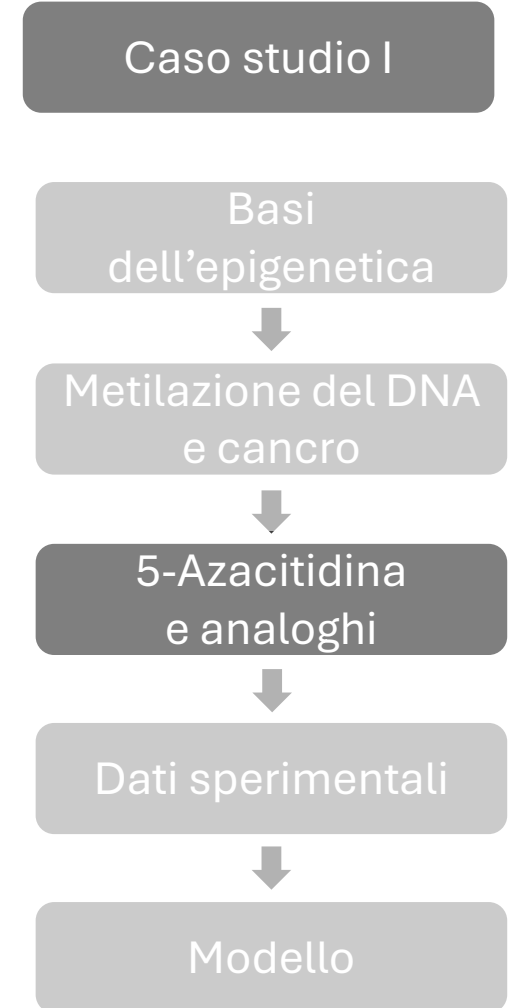 Caso studio I
Basi
dell’epigenetica
Metilazione del DNA
e cancro
5-Azacitidina
e analoghi
Dati sperimentali
Modello